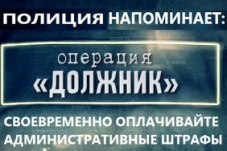 ПОЛИЦИЯ НАПОМИНАЕТ:
операция
«ДОЛЖНИК»
СВОЕВРЕМЕННО ОПЛАЧИВАЙТЕ
АДМИНИСТРАТИВНЫЕ ШТРАФЫ